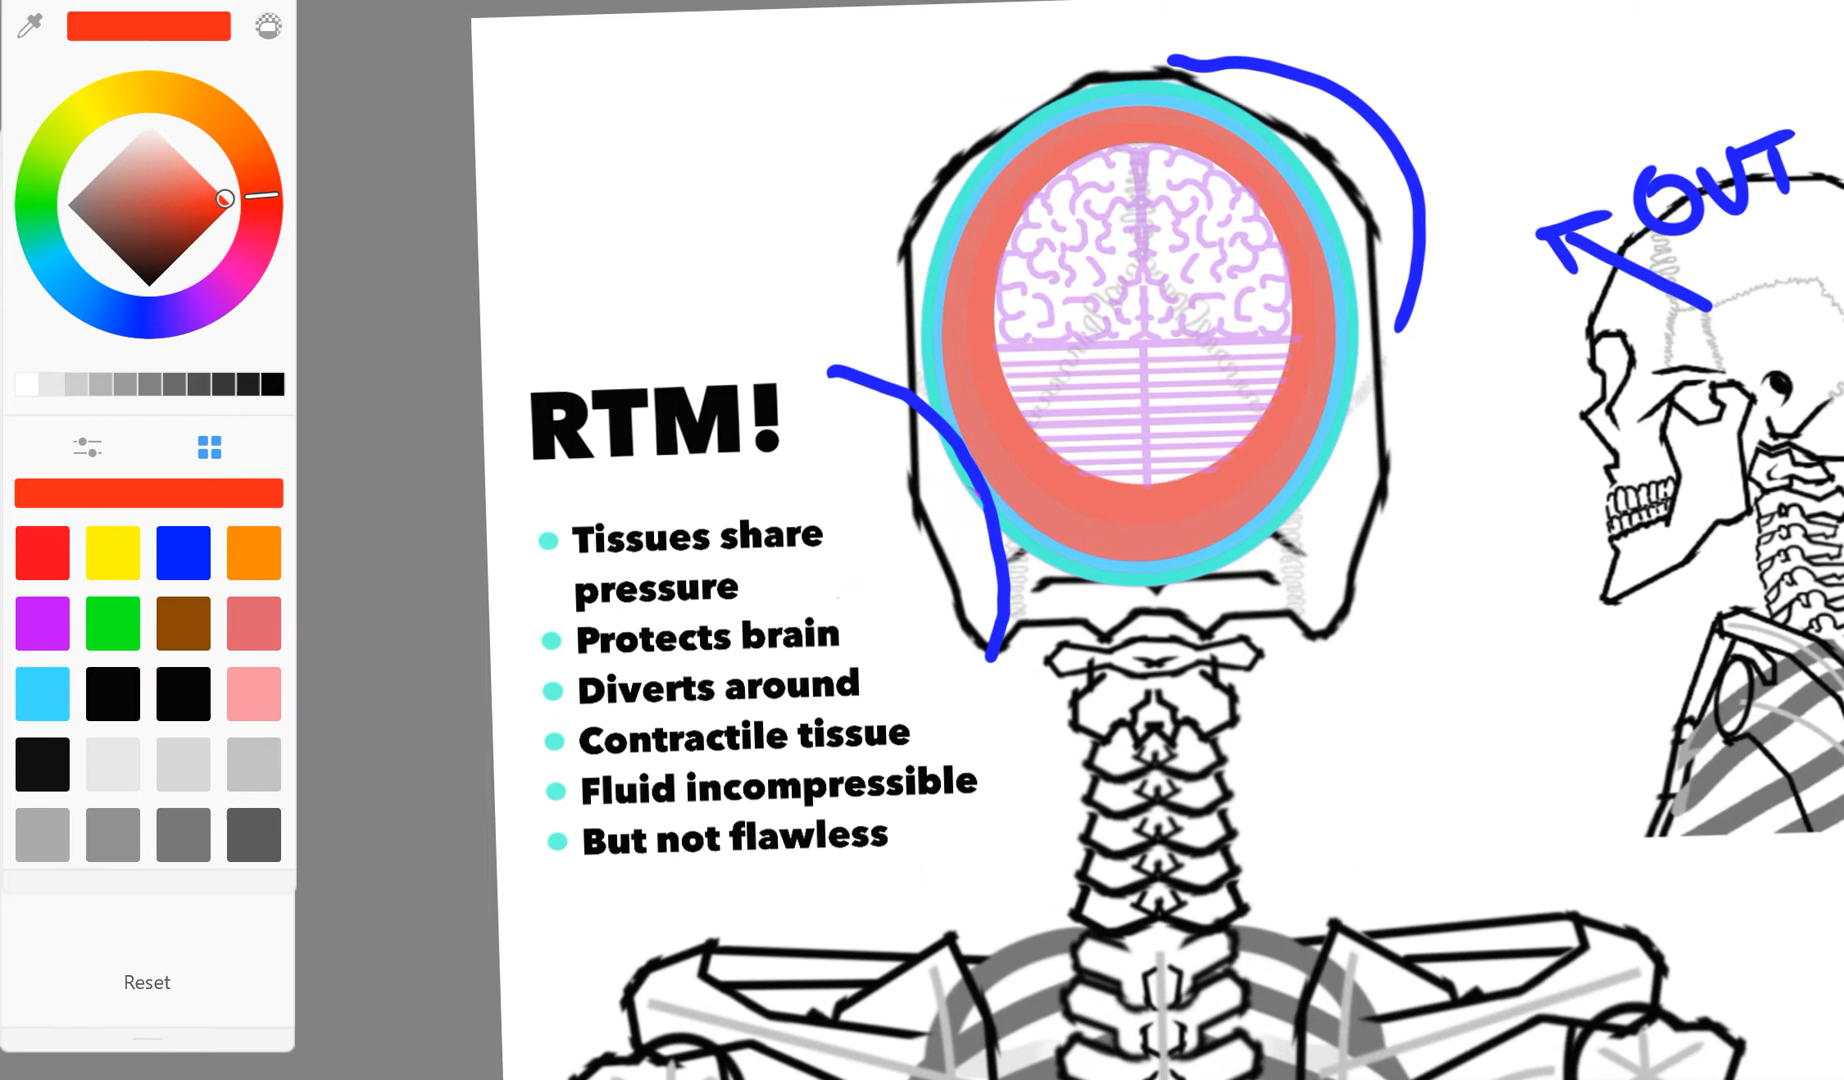 OUT
RTM!
Tissues share
pressure
Protects brain
Diverts around
Contractile tissue
Fluid incompressible
But not flawless
Reset